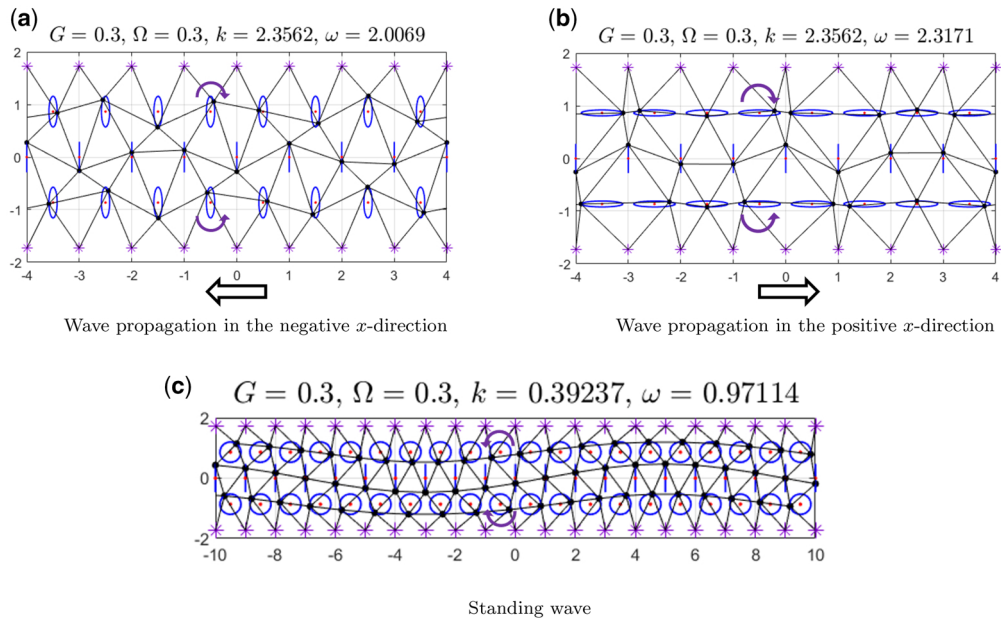 (a)
G = 0.3, Ω = 0.3, k = 2.3562, ω = 2.0069
2
1
0
-1
-2
-4 -3 -2 -1 0 1 2 3 4
Wave propagation in the negative x-direction
(b)
G = 0.3, Ω = 0.3, k = 2.3562, ω = 2.3171
2
1
0
-1
-2
-4 -3 -2 -1 0 1 2 3 4
Wave propagation in the positive x-direction
(c)
G = 0.3, Ω = 0.3, k = 0.39237, ω = 0.97114
2
0
-2
-10 -8 -6 -4 -2 0 2 4 6 8 10
Standing wave